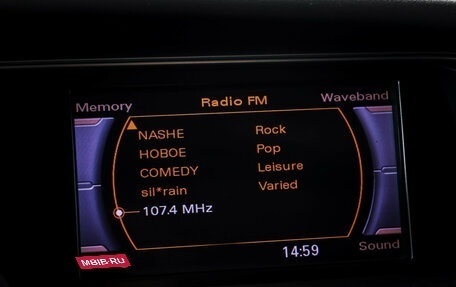 Memory Radio FM Waveband
NASHE Rock
HOBOE Pop
COMEDY Leisure
sil*rain Varied
107.4 MHz
14:59 Sound
M8IB·RU